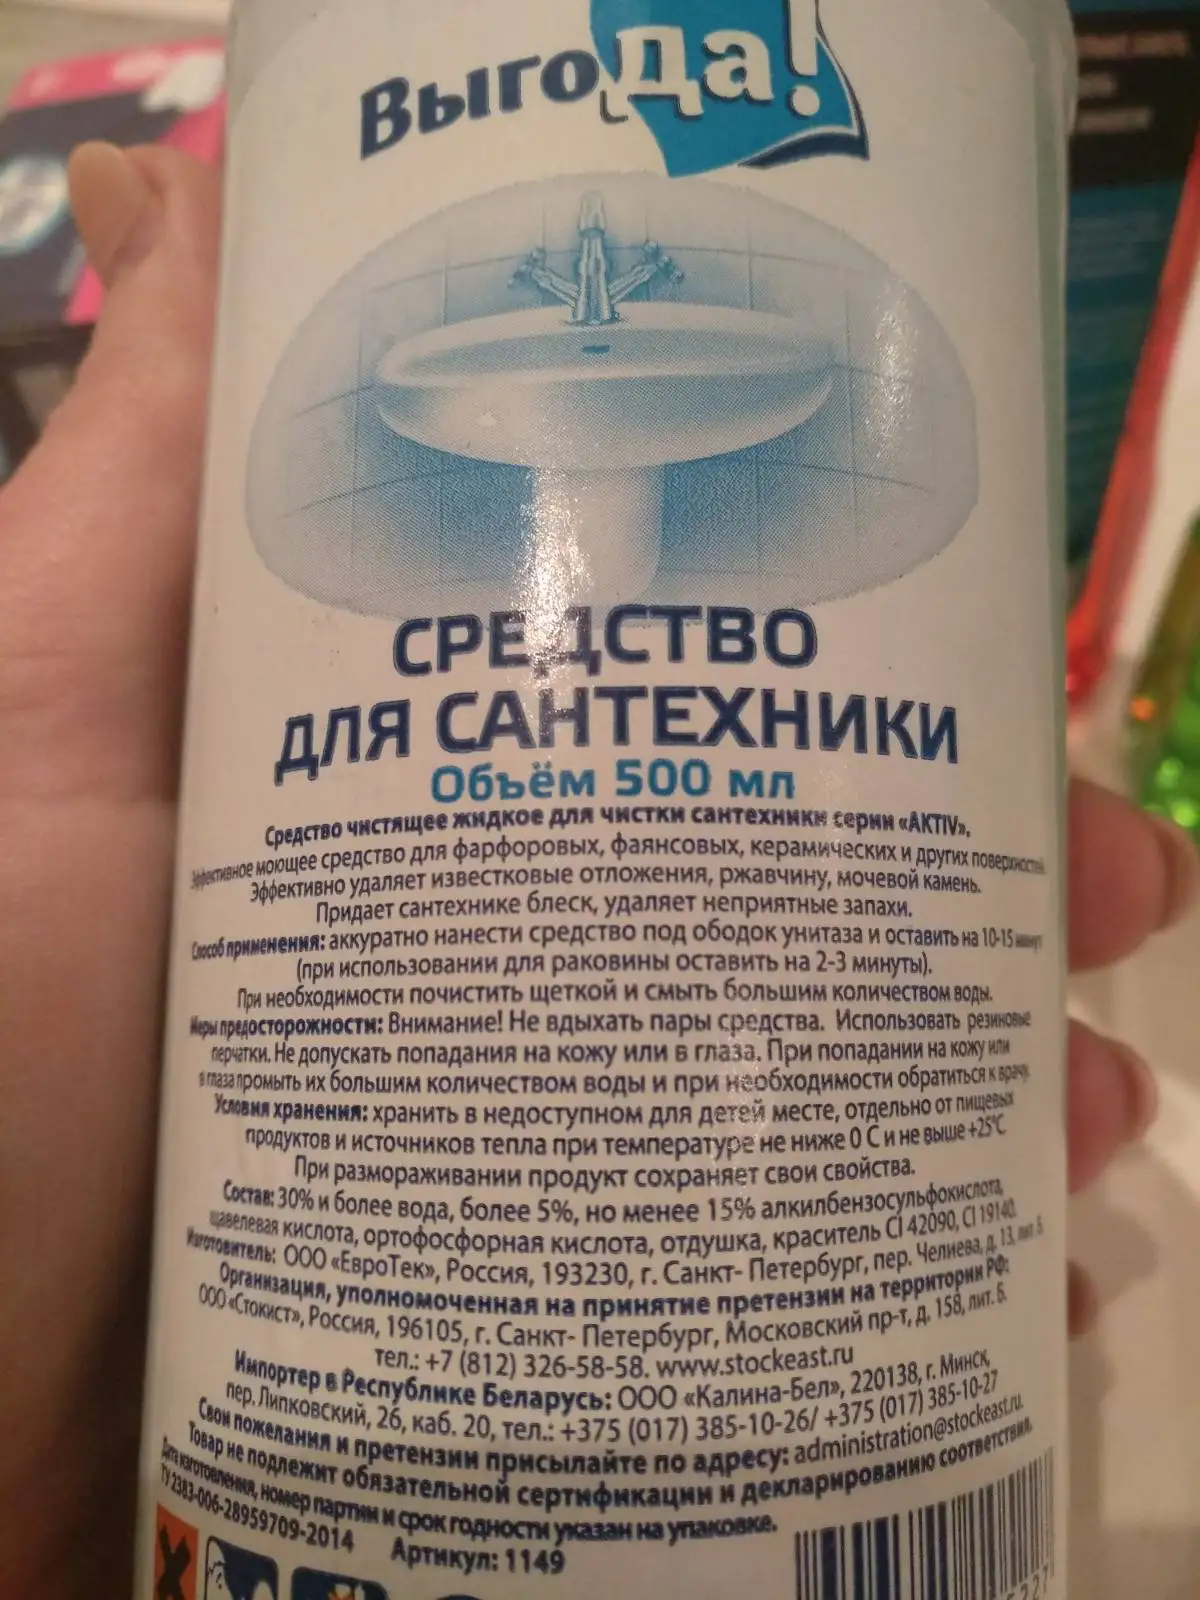 ВыгоДа!
СРЕДСТВО
ДЛЯ САНТЕХНИКИ
Объём 500 мл
Средство чистящее жидкое для чистки сантехники серии «AKTIV».
Эффективное моющее средство для фарфоровых, фаянсовых, керамических и других поверхностей.
Эффективно удаляет известковые отложения, ржавчину, мочевой камень.
Придает сантехнике блеск, удаляет неприятные запахи.
Способ применения: аккуратно нанести средство под ободок унитаза и оставить на 10-15 минут
(при использовании для раковины оставить на 2-3 минуты).
При необходимости почистить щеткой и смыть большим количеством воды.
Меры предосторожности: Внимание! Не вдыхать пары средства. Использовать резиновые
перчатки. Не допускать попадания на кожу или в глаза. При попадании на кожу или
в глаза промыть их большим количеством воды и при необходимости обратиться к врачу.
Условия хранения: хранить в недоступном для детей месте, отдельно от пищевых
продуктов и источников тепла при температуре не ниже 0 С и не выше +25°С
При размораживании продукт сохраняет свои свойства.
Состав: 30% и более вода, более 5%, но менее 15% алкилбензосульфокислота,
щавелевая кислота, ортофосфорная кислота, отдушка, краситель CI 42090, CI 19140.
Изготовитель: ООО «ЕвроТек», Россия, 193230, г. Санкт- Петербург, пер. Челиева, д. 13, лит. Б
Организация, уполномоченная на принятие претензии на территории РФ:
ООО «Стокист», Россия, 196105, г. Санкт- Петербург, Московский пр-т, д. 158, лит. Б.
тел.: +7 (812) 326-58-58. www.stockeast.ru
Импортер в Республике Беларусь: ООО «Калина-Бел», 220138, г. Минск,
пер. Липковский, 26, каб. 20, тел.: +375 (017) 385-10-26/ +375 (017) 385-10-27
Свои пожелания и претензии присылайте по адресу: administration@stockeast.ru.
Товар не подлежит обязательной сертификации и декларированию соответствия.
Дата изготовления, номер партии и срок годности указан на упаковке.
ТУ 2383-006-28959709-2014
Артикул: 1149